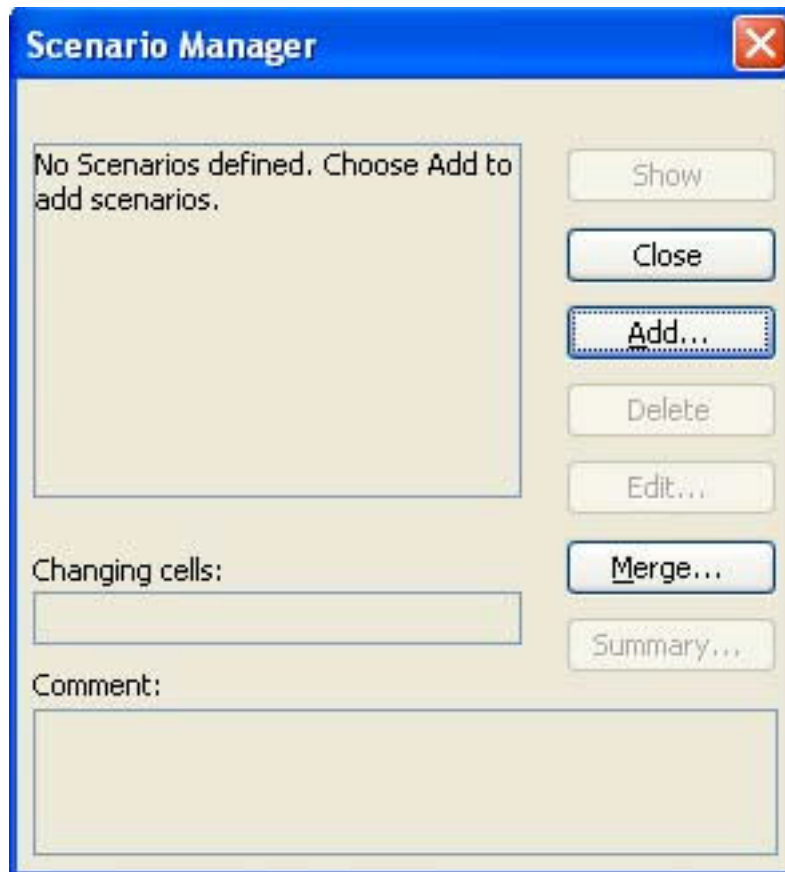 Scenario Manager
No Scenarios defined. Choose Add to
add scenarios.
Show
Close
Add...
Delete
Edit...
Changing cells:
Merge...
Summary...
Comment: